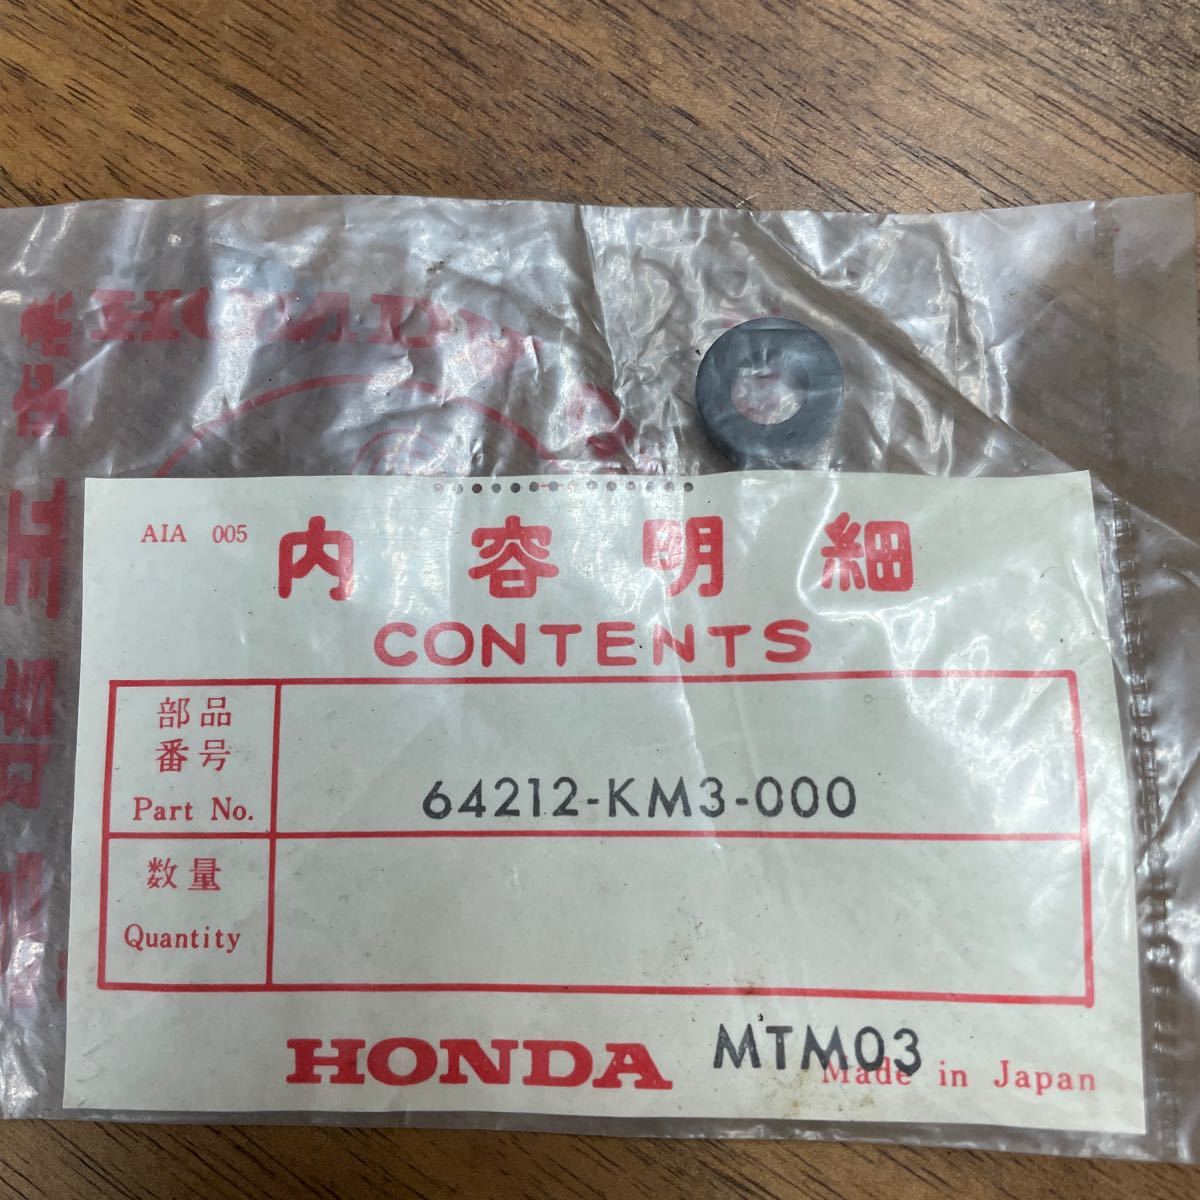 HONDA
AIA 005
内容明細
CONTENTS
部品
番号
Part No.
64212-KM3-000
数量
Quantity
HONDA
MTM03
Made in Japan